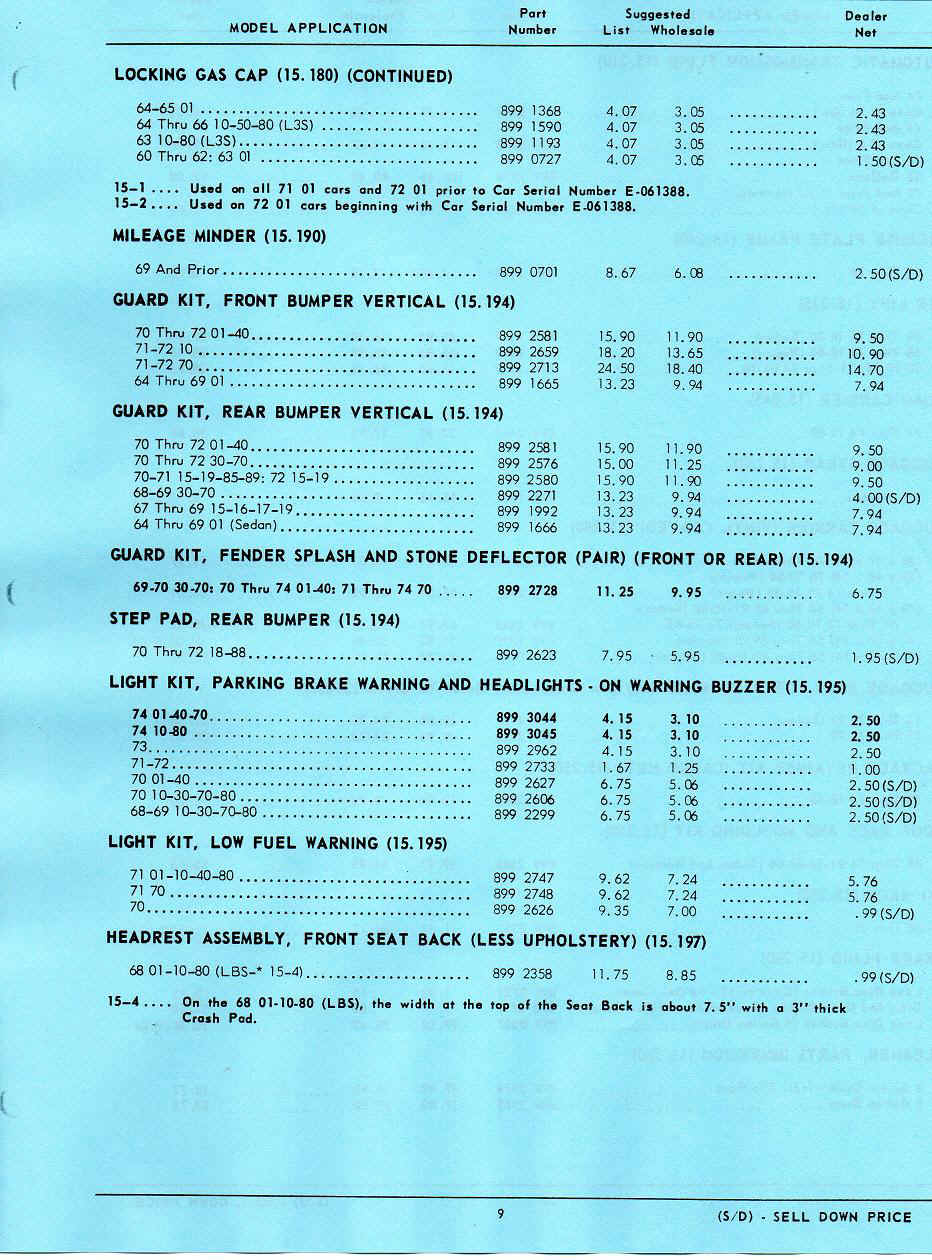 MODEL APPLICATION Part Number Suggested List Wholesale Dealer Net
LOCKING GAS CAP (15.180) (CONTINUED)
64-65 01 .......... 899 1368 4.07 3.05 .......... 2.43
64 Thru 66 10-50-80 (L3S) .......... 899 1590 4.07 3.05 .......... 2.43
63 10-80 (L3S) .......... 899 1193 4.07 3.05 .......... 2.43
60 Thru 62: 63 01 .......... 899 0727 4.07 3.05 .......... 1.50(S/D)
15-1 .... Used on all 71 01 cars and 72 01 prior to Car Serial Number E-061388.
15-2 .... Used on 72 01 cars beginning with Car Serial Number E-061388.
MILEAGE MINDER (15.190)
69 And Prior .......... 899 0701 8.67 6.08 .......... 2.50(S/D)
GUARD KIT, FRONT BUMPER VERTICAL (15.194)
70 Thru 72 01-40 .......... 899 2581 15.90 11.90 .......... 9.50
71-72 10 .......... 899 2659 18.20 13.65 .......... 10.90
71-72 70 .......... 899 2713 24.50 18.40 .......... 14.70
64 Thru 69 01 .......... 899 1665 13.23 9.94 .......... 7.94
GUARD KIT, REAR BUMPER VERTICAL (15.194)
70 Thru 72 01-40 .......... 899 2581 15.90 11.90 .......... 9.50
70 Thru 72 30-70 .......... 899 2576 15.00 11.25 .......... 9.00
70-71 15-19-85-89: 72 15-19 .......... 899 2580 15.90 11.90 .......... 9.50
68-69 30-70 .......... 899 2271 13.23 9.94 .......... 4.00(S/D)
67 Thru 69 15-16-17-19 .......... 899 1992 13.23 9.94 .......... 7.94
64 Thru 69 01 (Sedan) .......... 899 1666 13.23 9.94 .......... 7.94
GUARD KIT, FENDER SPLASH AND STONE DEFLECTOR (PAIR) (FRONT OR REAR) (15.194)
69-70 30-70: 70 Thru 74 01-40: 71 Thru 74 70 ..... 899 2728 11.25 9.95 .......... 6.75
STEP PAD, REAR BUMPER (15.194)
70 Thru 72 18-88 .......... 899 2623 7.95 5.95 .......... 1.95(S/D)
LIGHT KIT, PARKING BRAKE WARNING AND HEADLIGHTS - ON WARNING BUZZER (15.195)
74 01-40-70 .......... 899 3044 4.15 3.10 .......... 2.50
74 10-80 .......... 899 3045 4.15 3.10 .......... 2.50
73 .......... 899 2962 4.15 3.10 .......... 2.50
71-72 .......... 899 2733 1.67 1.25 .......... 1.00
70 01-40 .......... 899 2627 6.75 5.06 .......... 2.50(S/D)
70 10-30-70-80 .......... 899 2606 6.75 5.06 .......... 2.50(S/D)
68-69 10-30-70-80 .......... 899 2299 6.75 5.06 .......... 2.50(S/D)
LIGHT KIT, LOW FUEL WARNING (15.195)
71 01-10-40-80 .......... 899 2747 9.62 7.24 .......... 5.76
71 70 .......... 899 2748 9.62 7.24 .......... 5.76
70 .......... 899 2626 9.35 7.00 .......... .99(S/D)
HEADREST ASSEMBLY, FRONT SEAT BACK (LESS UPHOLSTERY) (15.197)
68 01-10-80 (LBS-* 15-4) .......... 899 2358 11.75 8.85 .......... .99(S/D)
15-4 .... On the 68 01-10-80 (LBS), the width at the top of the Seat Back is about 7.5" with a 3" thick
Crash Pad.
9 (S/D) - SELL DOWN PRICE